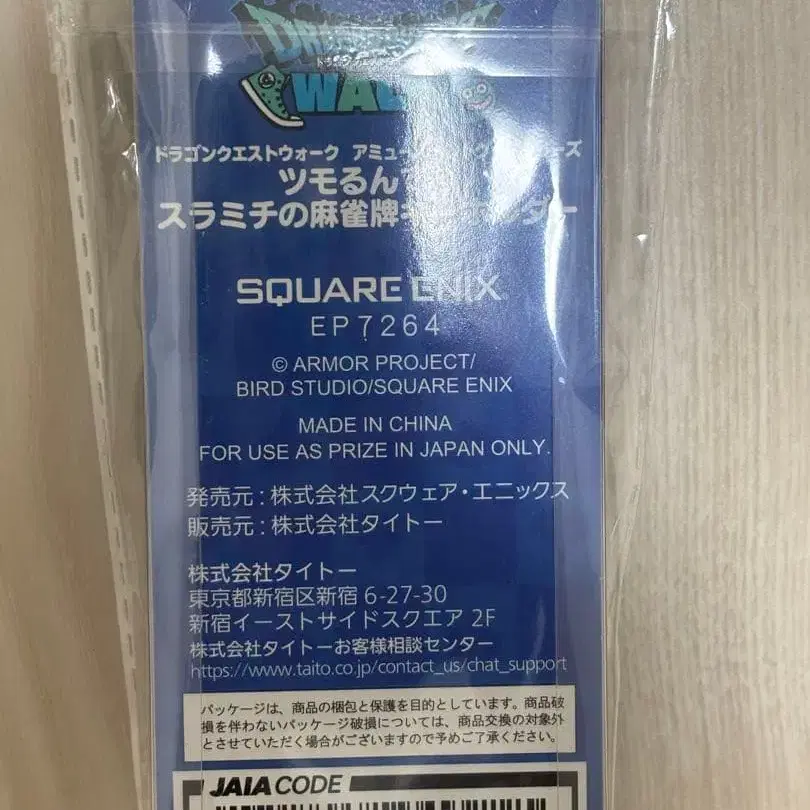 WALK
ドラゴンクエストウォーク アミューズメント
ツモるん
スラミチの麻雀牌キーホルダー
SQUARE ENIX
EP7264
© ARMOR PROJECT/
BIRD STUDIO/SQUARE ENIX
MADE IN CHINA
FOR USE AS PRIZE IN JAPAN ONLY.
発売元:株式会社スクウェア・エニックス
販売元:株式会社タイトー
株式会社タイトー
東京都新宿区新宿 6-27-30
新宿イーストサイドスクエア 2F
株式会社タイトーお客様相談センター
https://www.taito.co.jp/contact_us/chat_support
パッケージは、商品の梱包と保護を目的としています。商品破
損を伴わないパッケージ破損については、商品交換の対象外
とさせていただく場合がございますので予めご了承ください。
JAIA CODE